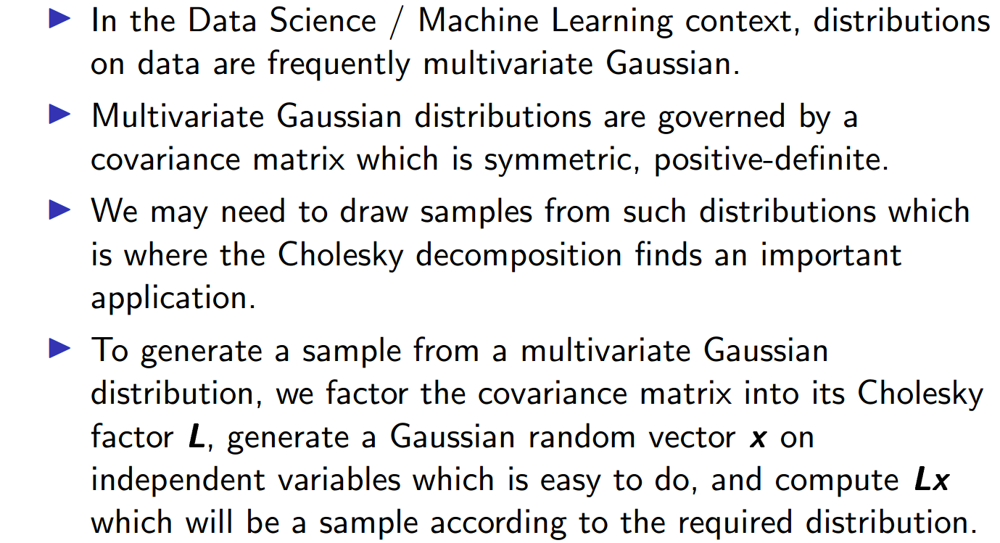 In the Data Science / Machine Learning context, distributions
on data are frequently multivariate Gaussian.
Multivariate Gaussian distributions are governed by a
covariance matrix which is symmetric, positive-definite.
We may need to draw samples from such distributions which
is where the Cholesky decomposition finds an important
application.
To generate a sample from a multivariate Gaussian
distribution, we factor the covariance matrix into its Cholesky
factor L, generate a Gaussian random vector x on
independent variables which is easy to do, and compute Lx
which will be a sample according to the required distribution.